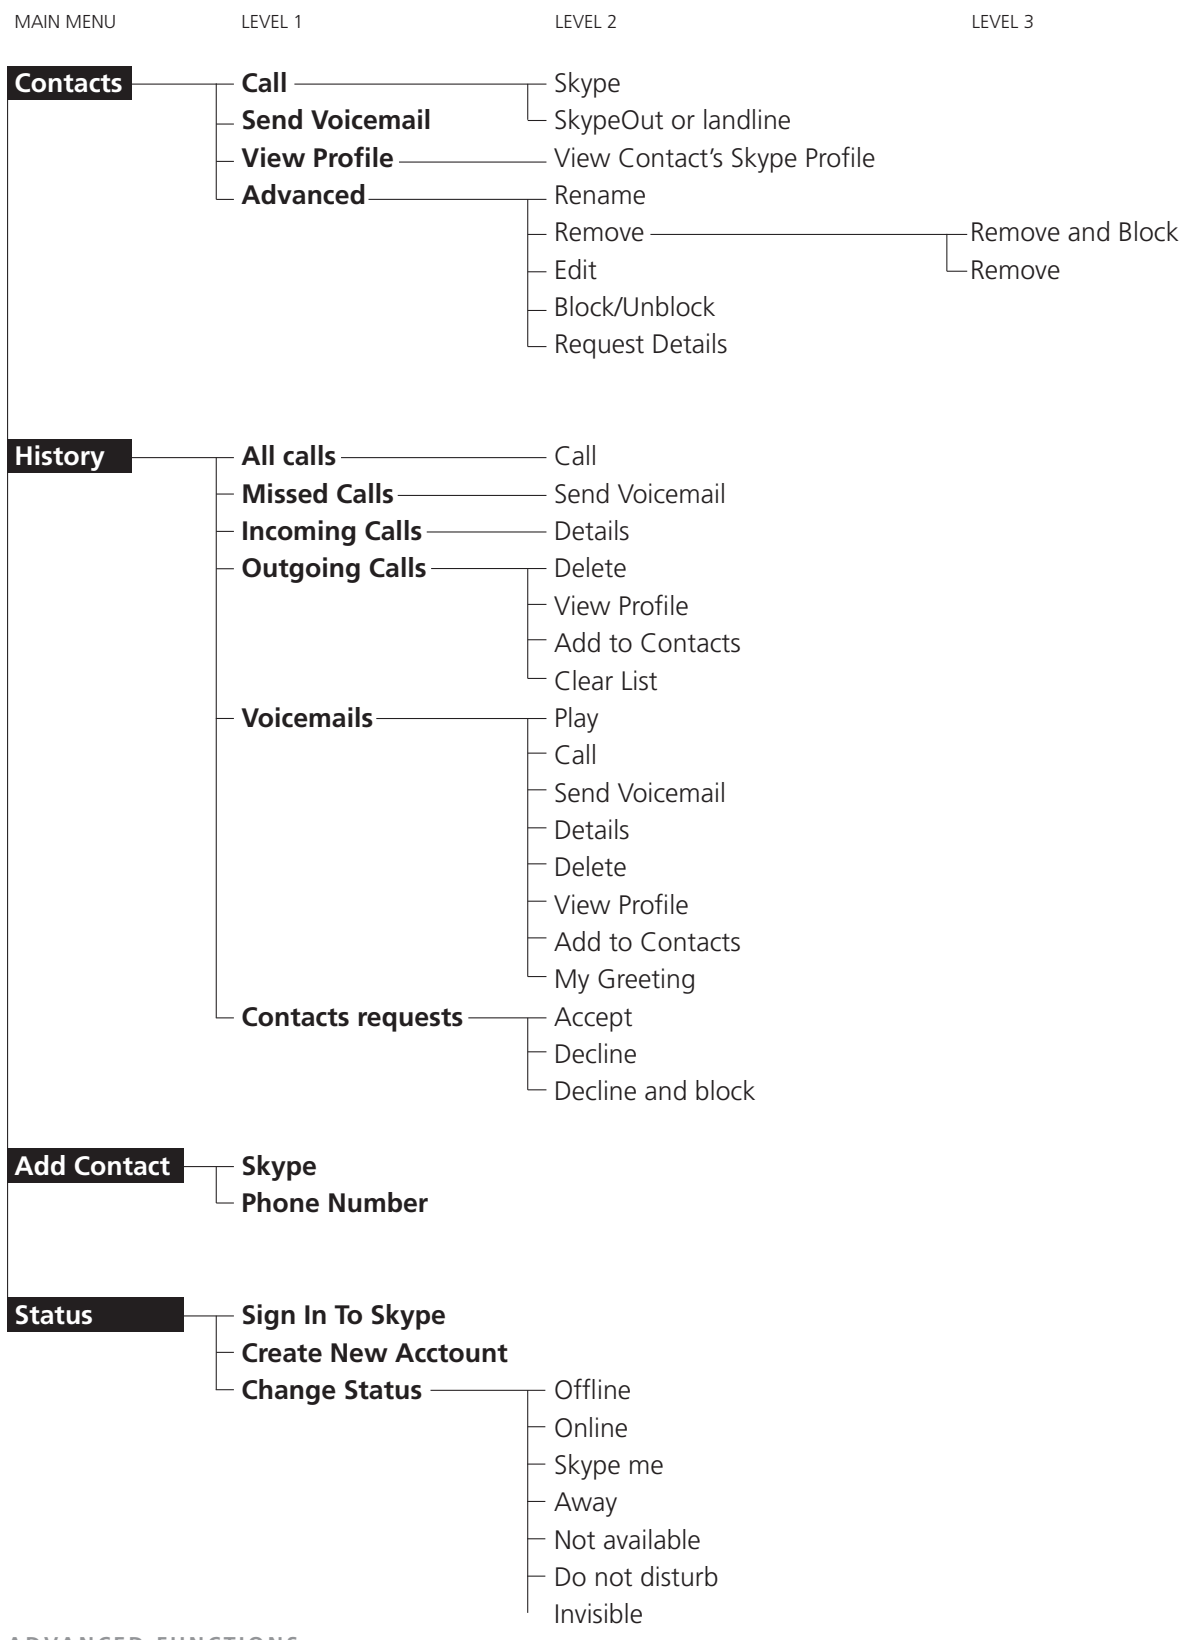 MAIN MENU LEVEL 1 LEVEL 2 LEVEL 3
Contacts Call Skype
Send Voicemail SkypeOut or landline
View Profile View Contact’s Skype Profile
Advanced Rename
Remove Remove and Block
Edit Remove
Block/Unblock
Request Details
History All calls Call
Missed Calls Send Voicemail
Incoming Calls Details
Outgoing Calls Delete
View Profile
Add to Contacts
Clear List
Voicemails Play
Call
Send Voicemail
Details
Delete
View Profile
Add to Contacts
My Greeting
Contacts requests Accept
Decline
Decline and block
Add Contact Skype
Phone Number
Status Sign In To Skype
Create New Acctount
Change Status Offline
Online
Skype me
Away
Not available
Do not disturb
Invisible
ADVANCED FUNCTIONS